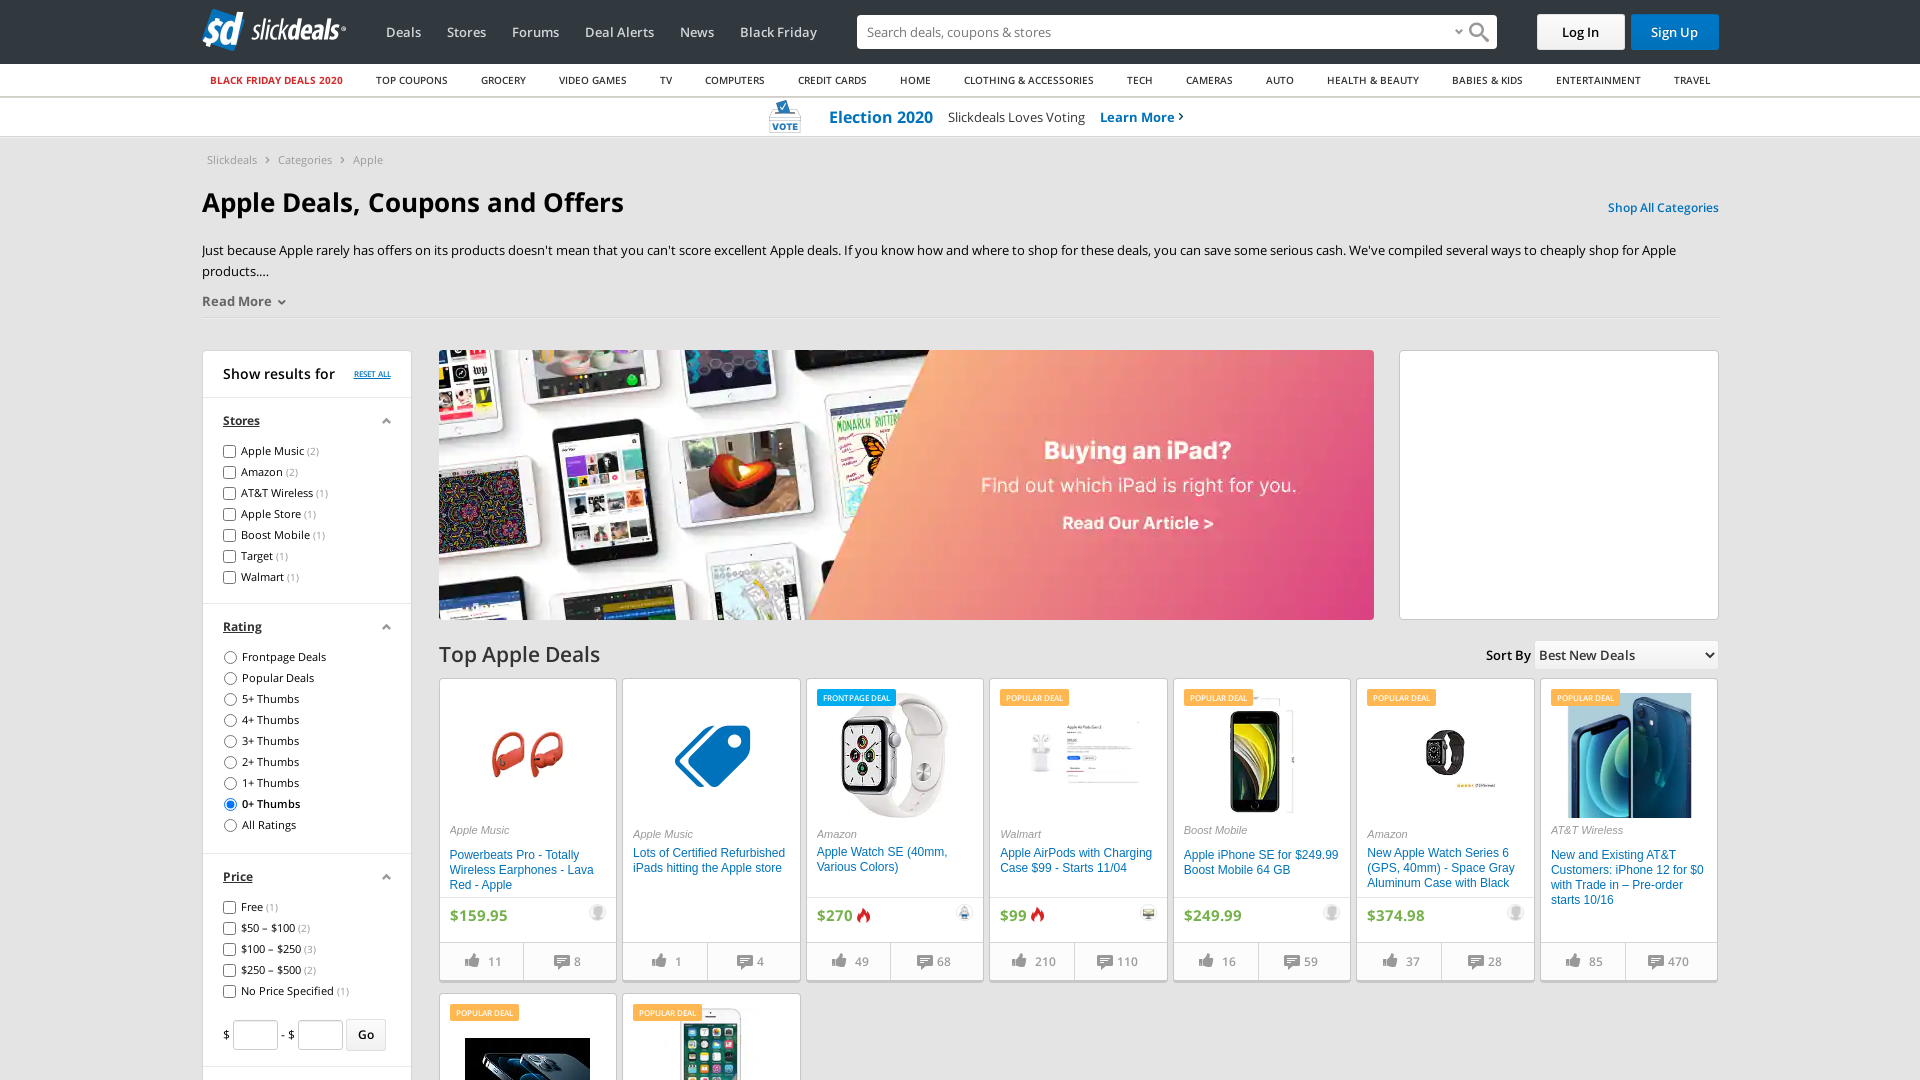 slickdeals
Deals
Stores
Forums
Deal Alerts
News
Black Friday
Search deals, coupons & stores
Log In
Sign Up
BLACK FRIDAY DEALS 2020
TOP COUPONS
GROCERY
VIDEO GAMES
TV
COMPUTERS
CREDIT CARDS
HOME
CLOTHING & ACCESSORIES
TECH
CAMERAS
AUTO
HEALTH & BEAUTY
BABIES & KIDS
ENTERTAINMENT
TRAVEL
VOTE
Election 2020 Slickdeals Loves Voting Learn More
Slickdeals
Categories
Apple
Apple Deals, Coupons and Offers
Shop All Categories
Just because Apple rarely has offers on its products doesn't mean that you can't score excellent Apple deals. If you know how and where to shop for these deals, you can save some serious cash. We've compiled several ways to cheaply shop for Apple
products....
Read More
Show results for
RESET ALL
Stores
Apple Music (2)
Amazon (2)
AT&T Wireless (1)
Apple Store (1)
Boost Mobile (1)
Target (1)
Walmart (1)
Rating
Frontpage Deals
Popular Deals
5+ Thumbs
4+ Thumbs
3+ Thumbs
2+ Thumbs
1+ Thumbs
0+ Thumbs
All Ratings
Price
Free (1)
$50 – $100 (2)
$100 – $250 (3)
$250 – $500 (2)
No Price Specified (1)
$ - $ Go
MONARCH BUTTERF
Buying an iPad?
Find out which iPad is right for you.
Read Our Article >
Top Apple Deals
Sort By Best New Deals
Apple Music
Powerbeats Pro - Totally
Wireless Earphones - Lava
Red - Apple
$159.95
11
8
Apple Music
Lots of Certified Refurbished
iPads hitting the Apple store
1
4
FRONTPAGE DEAL
Amazon
Apple Watch SE (40mm,
Various Colors)
$270
49
68
POPULAR DEAL
Walmart
Apple AirPods with Charging
Case $99 - Starts 11/04
$99
210
110
POPULAR DEAL
Boost Mobile
Apple iPhone SE for $249.99
Boost Mobile 64 GB
$249.99
16
59
POPULAR DEAL
Amazon
New Apple Watch Series 6
(GPS, 40mm) - Space Gray
Aluminum Case with Black
$374.98
37
28
POPULAR DEAL
AT&T Wireless
New and Existing AT&T
Customers: iPhone 12 for $0
with Trade in – Pre-order
starts 10/16
85
470
POPULAR DEAL
POPULAR DEAL